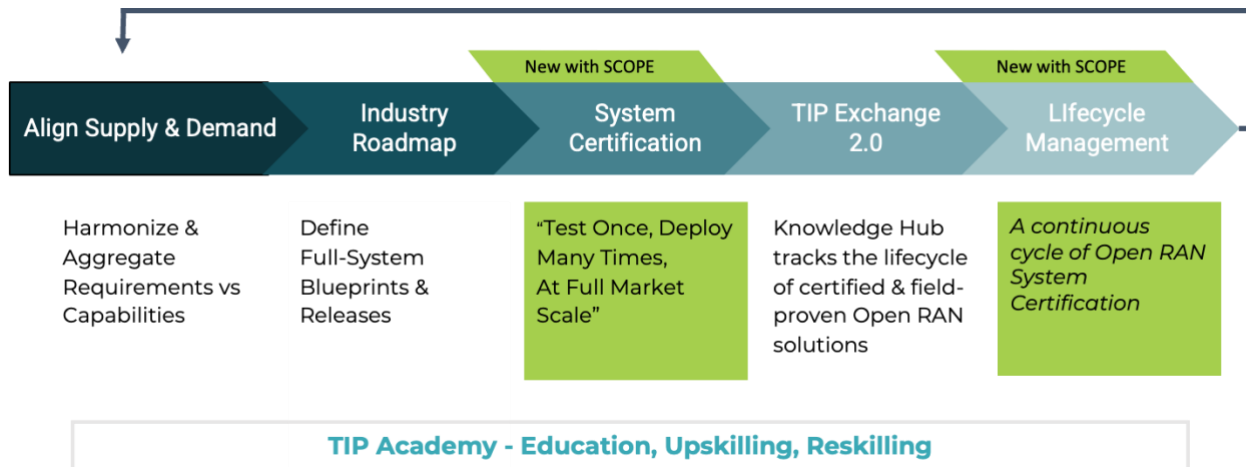 New with SCOPE
New with SCOPE
Align Supply & Demand
Industry
Roadmap
System
Certification
TIP Exchange
2.0
LIfecycle
Management
Harmonize &
Aggregate
Requirements vs
Capabilities
Define
Full-System
Blueprints &
Releases
“Test Once, Deploy
Many Times,
At Full Market
Scale”
Knowledge Hub
tracks the lifecycle
of certified & field-
proven Open RAN
solutions
A continuous
cycle of Open RAN
System
Certification
TIP Academy - Education, Upskilling, Reskilling